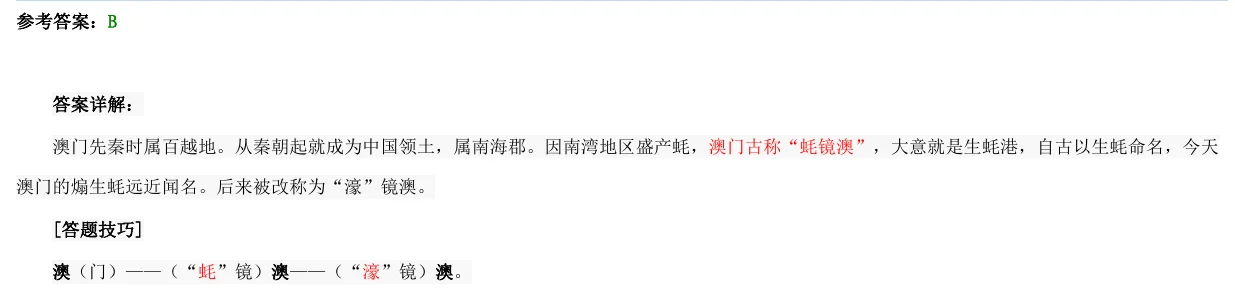 参考答案：B
答案详解：
澳门先秦时属百越地。从秦朝起就成为中国领土，属南海郡。因南湾地区盛产蚝，澳门古称“蚝镜澳”，大意就是生蚝港，自古以生蚝命名，今天
澳门的煸生蚝远近闻名。后来被改称为“濠”镜澳。
[答题技巧]
澳（门）——（“蚝”镜）澳——（“濠”镜）澳。